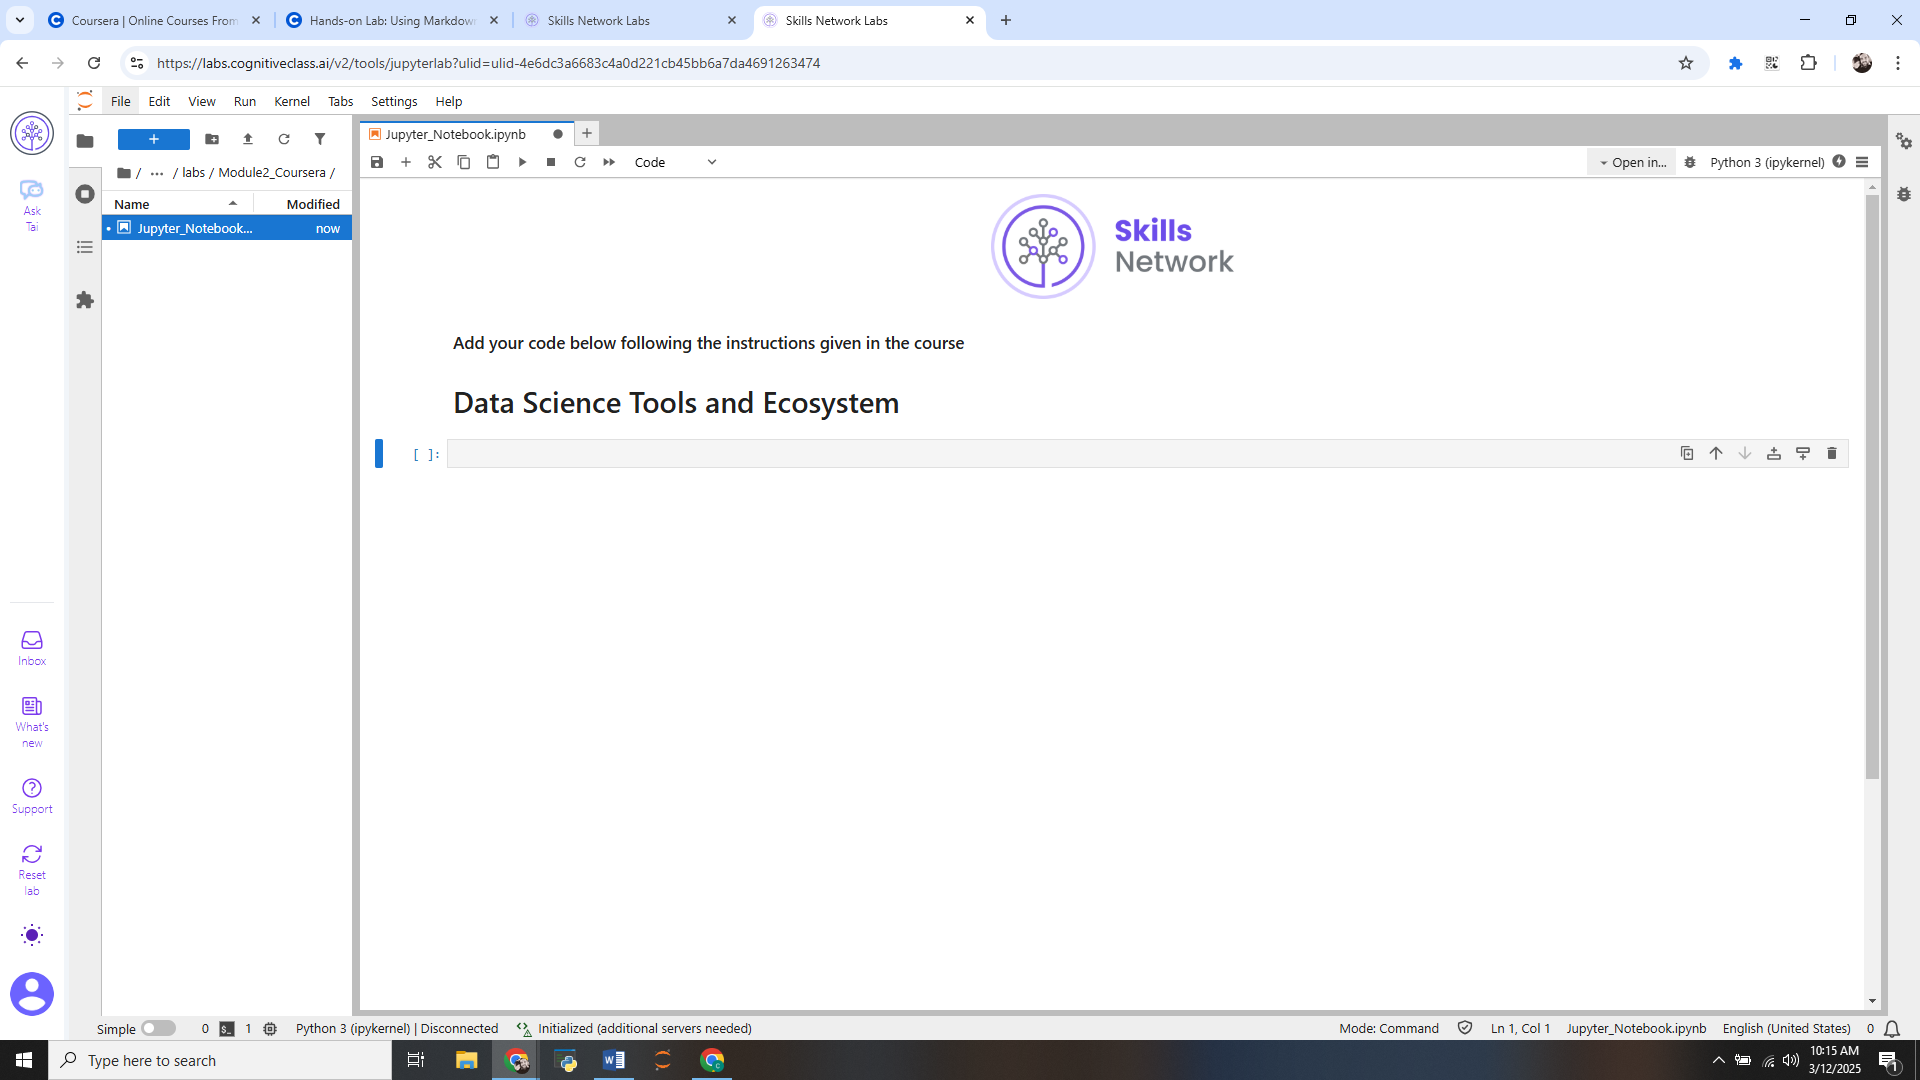 Coursera | Online Courses From
Hands-on Lab: Using Markdown
Skills Network Labs
Skills Network Labs
https://labs.cognitiveclass.ai/v2/tools/jupyterlab?ulid=ulid-4e6dc3a6683c4a0d221cb45bb6a7da4691263474
File Edit View Run Kernel Tabs Settings Help
Ask
Tai
/ ··· / labs / Module2_Coursera /
Name Modified
Jupyter_Notebook... now
Jupyter_Notebook.ipynb
Code
Open in...
Python 3 (ipykernel)
Skills
Network
Add your code below following the instructions given in the course
Data Science Tools and Ecosystem
[ ]:
Inbox
What's
new
Support
Reset
lab
Simple 0 1 Python 3 (ipykernel) | Disconnected Initialized (additional servers needed) Mode: Command Ln 1, Col 1 Jupyter_Notebook.ipynb English (United States) 0
Type here to search
10:15 AM
3/12/2025
1